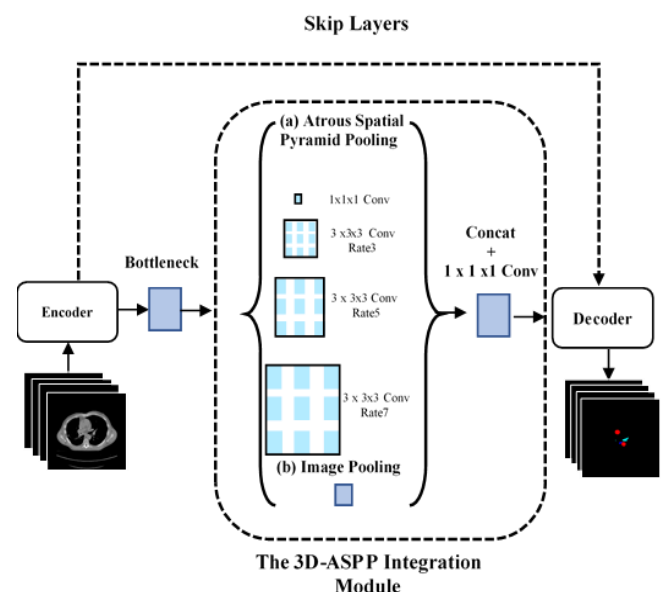 Skip Layers
(a) Atrous Spatial
Pyramid Pooling
1x1x1 Conv
3 x3x3 Conv
Rate3
Concat
+
1 x 1 x1 Conv
Bottleneck
3 x 3x3 Conv
Rate5
Encoder
Decoder
3 x 3x3 Conv
Rate7
(b) Image Pooling
The 3D-ASPP Integration
Module